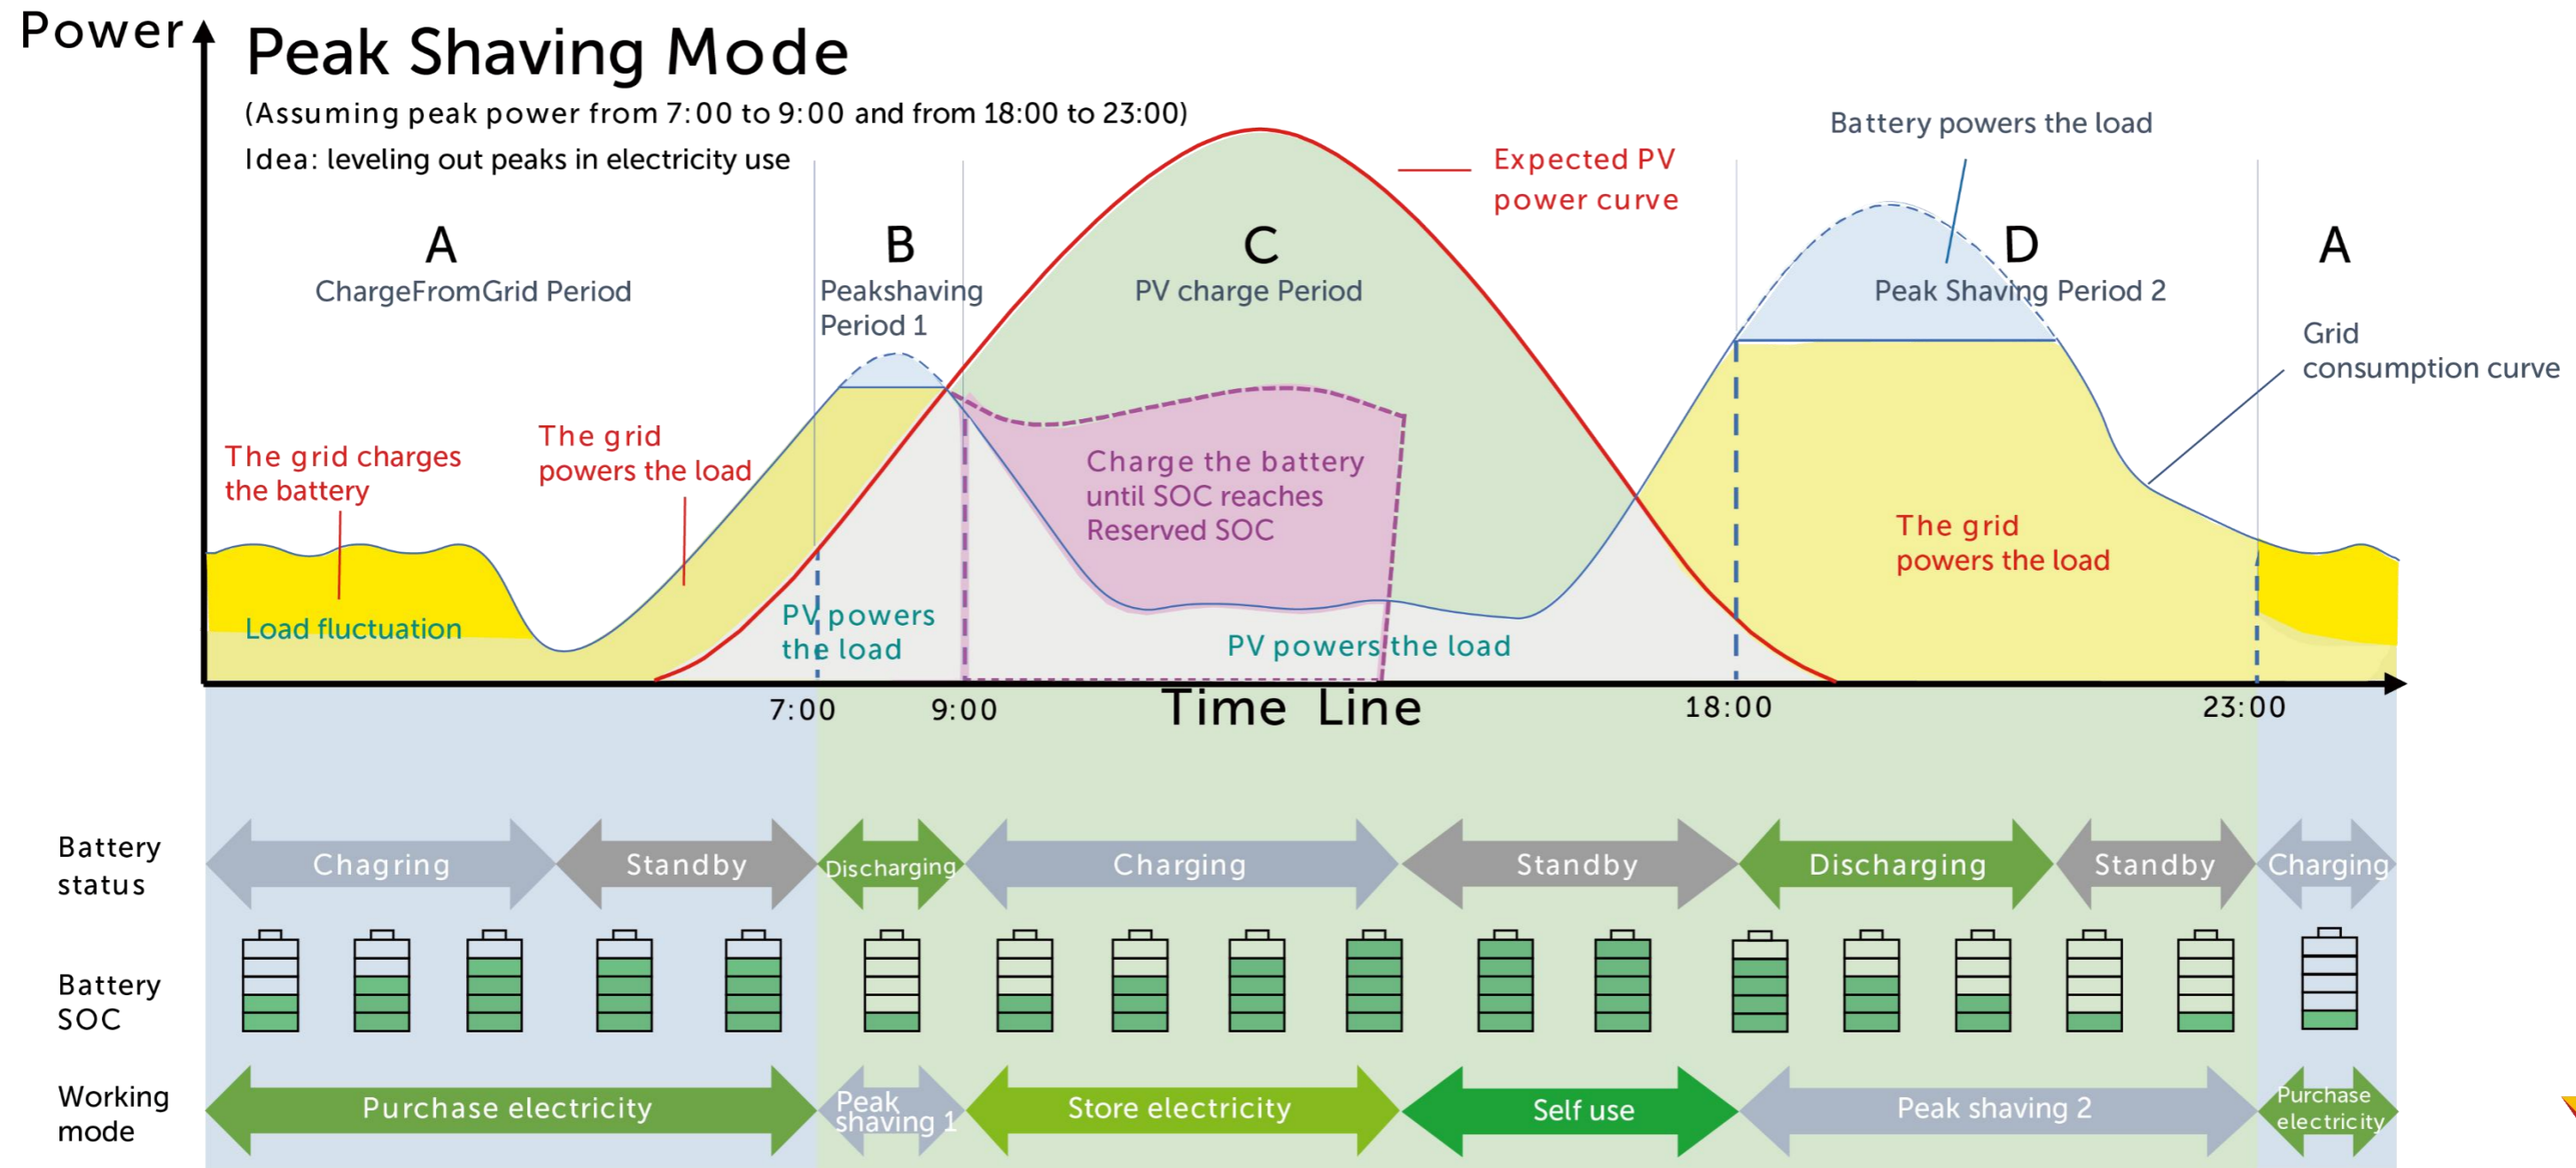 Power
Peak Shaving Mode
(Assuming peak power from 7:00 to 9:00 and from 18:00 to 23:00)
Idea: leveling out peaks in electricity use
Battery powers the load
Expected PV
power curve
A
ChargeFromGrid Period
B
Peakshaving
Period 1
C
PV charge Period
D
Peak Shaving Period 2
A
Grid
consumption curve
The grid charges
the battery
The grid
powers the load
Charge the battery
until SOC reaches
Reserved SOC
The grid
powers the load
Load fluctuation
PV powers
the load
PV powers the load
7:00
9:00
Time Line
18:00
23:00
Battery
status
Chagring
Standby
Discharging
Charging
Standby
Discharging
Standby
Charging
Battery
SOC
Working
mode
Purchase electricity
Peak
shaving 1
Store electricity
Self use
Peak shaving 2
Purchase
electricity